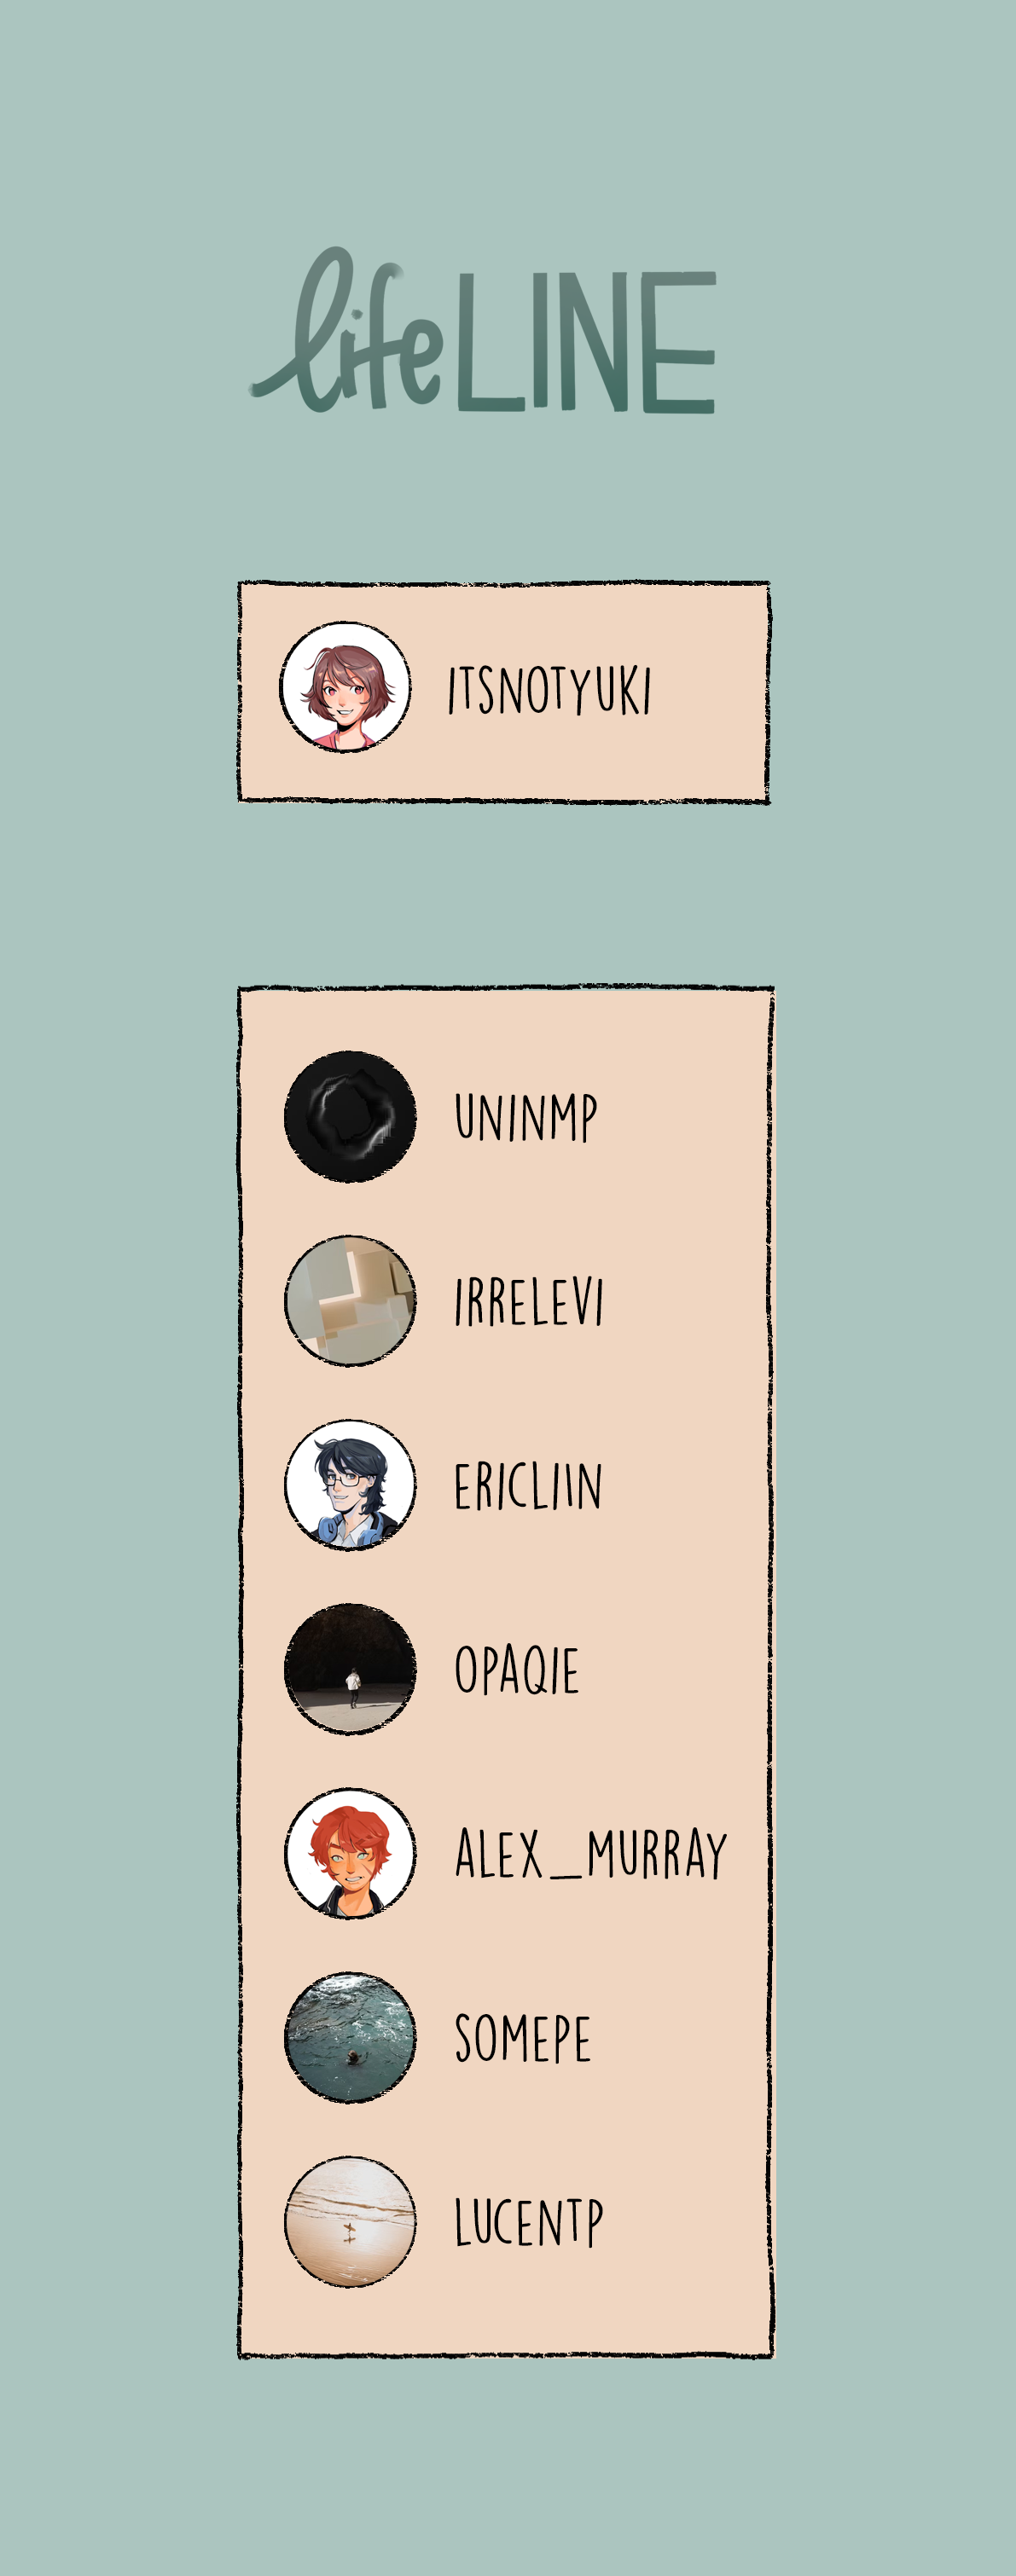 lifeLINE
ITSNOTYUKI
UNINMP
IRRELEVI
ERICLIIN
OPAQIE
ALEX_MURRAY
SOMEPE
LUCENTP